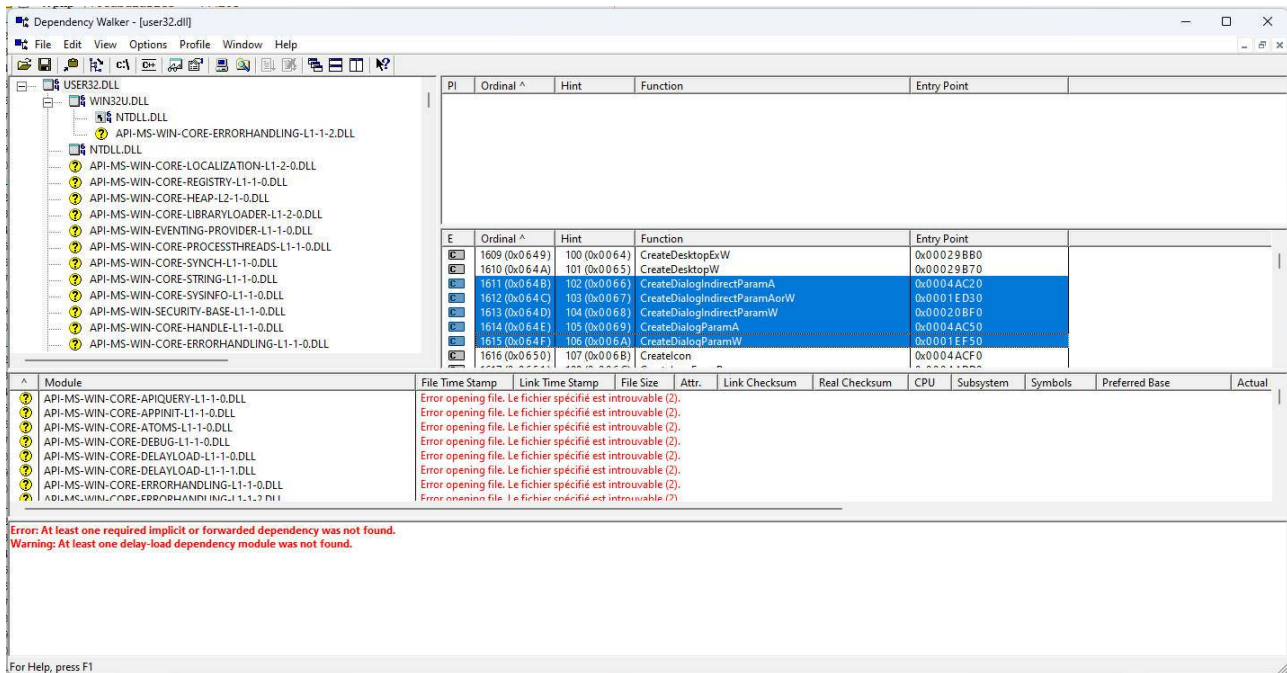 Dependency Walker - [user32.dll]
File Edit View Options Profile Window Help
USER32.DLL
WIN32U.DLL
NTDLL.DLL
API-MS-WIN-CORE-ERRORHANDLING-L1-1-2.DLL
NTDLL.DLL
API-MS-WIN-CORE-LOCALIZATION-L1-2-0.DLL
API-MS-WIN-CORE-REGISTRY-L1-1-0.DLL
API-MS-WIN-CORE-HEAP-L2-1-0.DLL
API-MS-WIN-CORE-LIBRARYLOADER-L1-2-0.DLL
API-MS-WIN-EVENTING-PROVIDER-L1-1-0.DLL
API-MS-WIN-CORE-PROCESSTHREADS-L1-1-0.DLL
API-MS-WIN-CORE-SYNCH-L1-1-0.DLL
API-MS-WIN-CORE-STRING-L1-1-0.DLL
API-MS-WIN-CORE-SYSINFO-L1-1-0.DLL
API-MS-WIN-SECURITY-BASE-L1-1-0.DLL
API-MS-WIN-CORE-HANDLE-L1-1-0.DLL
API-MS-WIN-CORE-ERRORHANDLING-L1-1-0.DLL
PI Ordinal ^ Hint Function Entry Point
E Ordinal ^ Hint Function Entry Point
C 1609 (0x0649) 100 (0x0064) CreateDesktopExW 0x00029BB0
C 1610 (0x064A) 101 (0x0065) CreateDesktopW 0x00029B70
C 1611 (0x064B) 102 (0x0066) CreateDialogIndirectParamA 0x0004AC20
C 1612 (0x064C) 103 (0x0067) CreateDialogIndirectParamAorW 0x0001ED30
C 1613 (0x064D) 104 (0x0068) CreateDialogIndirectParamW 0x00020BF0
C 1614 (0x064E) 105 (0x0069) CreateDialogParamA 0x0004AC50
C 1615 (0x064F) 106 (0x006A) CreateDialogParamW 0x0001EF50
C 1616 (0x0650) 107 (0x006B) CreateIcon 0x0004ACF0
^ Module File Time Stamp Link Time Stamp File Size Attr. Link Checksum Real Checksum CPU Subsystem Symbols Preferred Base Actual
API-MS-WIN-CORE-APIQUERY-L1-1-0.DLL Error opening file. Le fichier spécifié est introuvable (2).
API-MS-WIN-CORE-APPINIT-L1-1-0.DLL Error opening file. Le fichier spécifié est introuvable (2).
API-MS-WIN-CORE-ATOMS-L1-1-0.DLL Error opening file. Le fichier spécifié est introuvable (2).
API-MS-WIN-CORE-DEBUG-L1-1-0.DLL Error opening file. Le fichier spécifié est introuvable (2).
API-MS-WIN-CORE-DELAYLOAD-L1-1-0.DLL Error opening file. Le fichier spécifié est introuvable (2).
API-MS-WIN-CORE-DELAYLOAD-L1-1-1.DLL Error opening file. Le fichier spécifié est introuvable (2).
API-MS-WIN-CORE-ERRORHANDLING-L1-1-0.DLL Error opening file. Le fichier spécifié est introuvable (2).
API-MS-WIN-CORE-ERRORHANDLING-L1-1-2.DLL Error opening file. Le fichier spécifié est introuvable (2).
Error: At least one required implicit or forwarded dependency was not found.
Warning: At least one delay-load dependency module was not found.
For Help, press F1